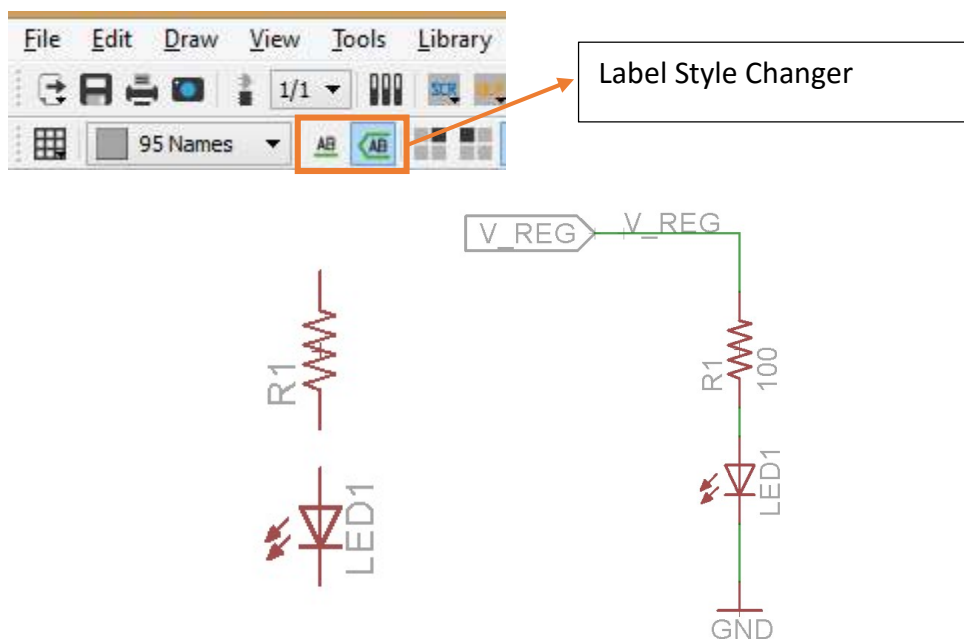 File Edit Draw View Tools Library
1/1 SCR
95 Names AB AB
Label Style Changer
V_REG V_REG
R1
R1
100
LED1
LED1
GND